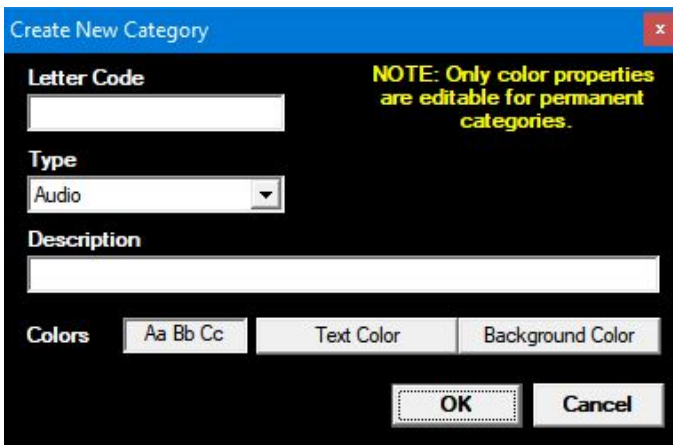 Create New Category
x
Letter Code
NOTE: Only color properties
are editable for permanent
categories.
Type
Audio
Description
Colors Aa Bb Cc Text Color Background Color
OK Cancel